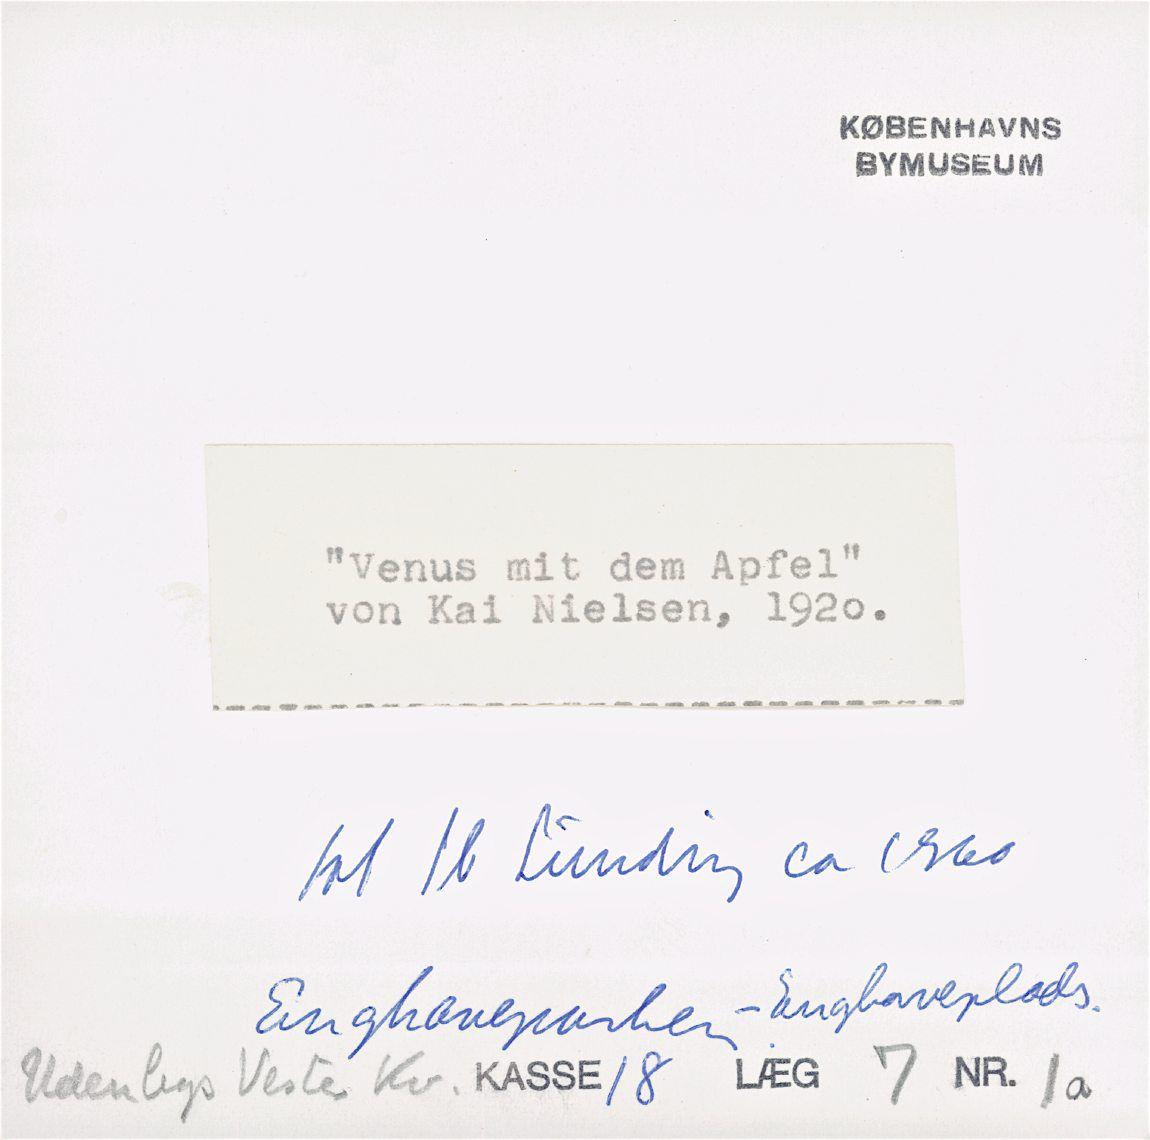 KØBENHAVNS
BYMUSEUM
"Venus mit dem Apfel"
von Kai Nielsen, 192o.
fot Ib Lunding ca 1960
Enghaveparken - Enghaveplads.
Udenbys Vester Kv. KASSE 18 LÆG 7 NR. 1a